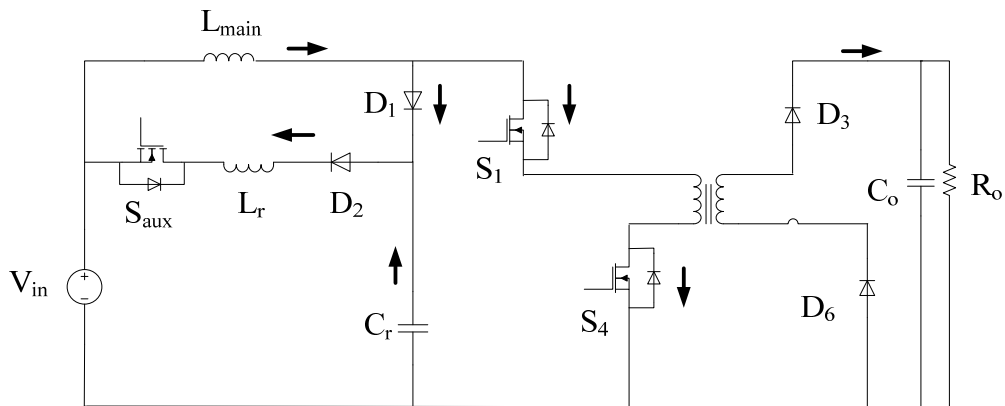 L_main
D_1
D_3
S_1
C_o
R_o
S_aux
L_r
D_2
V_in
+
−
C_r
S_4
D_6